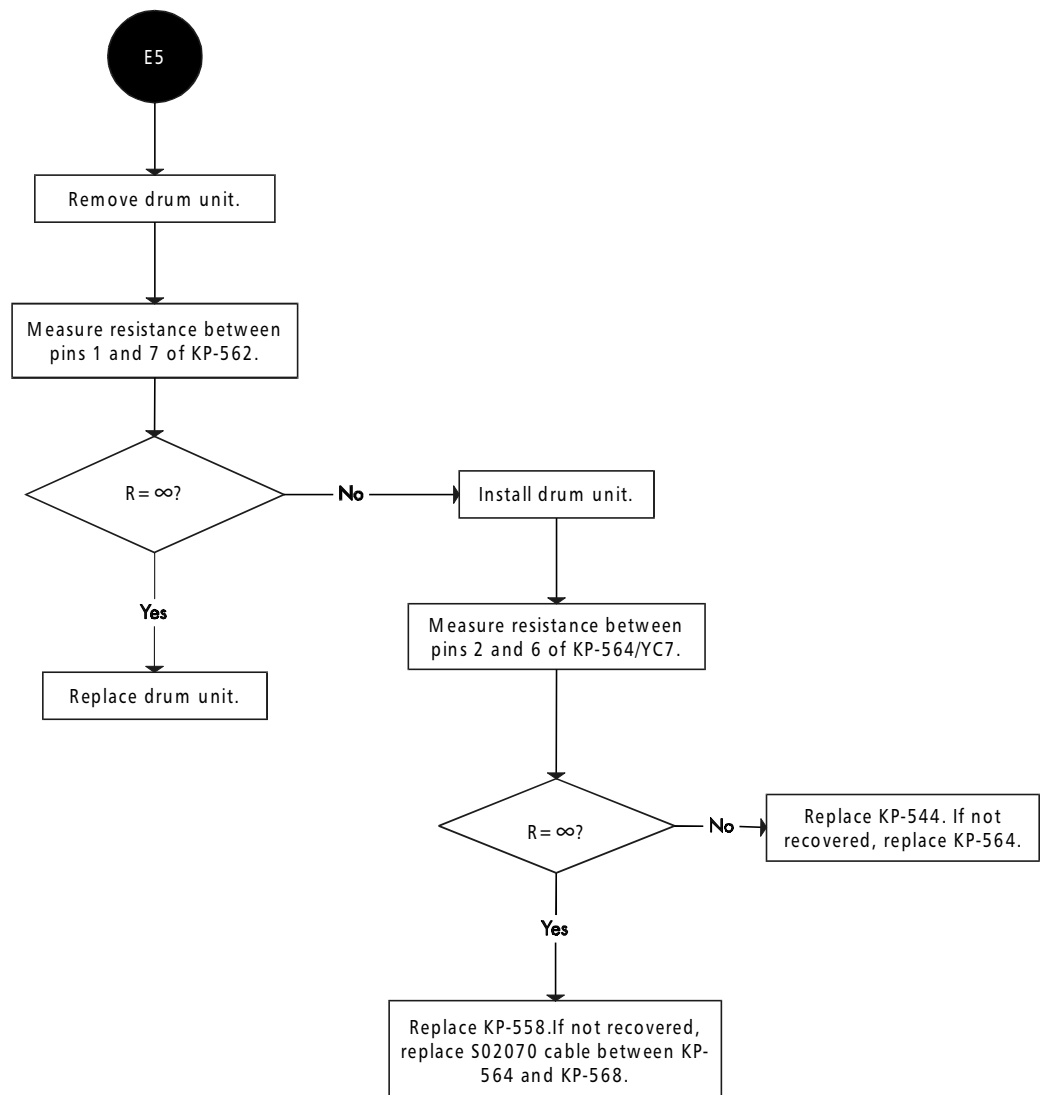 E5
Remove drum unit.
Measure resistance between
pins 1 and 7 of KP-562.
R=∞?
No
Install drum unit.
Yes
Replace drum unit.
Measure resistance between
pins 2 and 6 of KP-564/YC7.
R=∞?
No
Replace KP-544. If not
recovered, replace KP-564.
Yes
Replace KP-558.If not recovered,
replace S02070 cable between KP-
564 and KP-568.